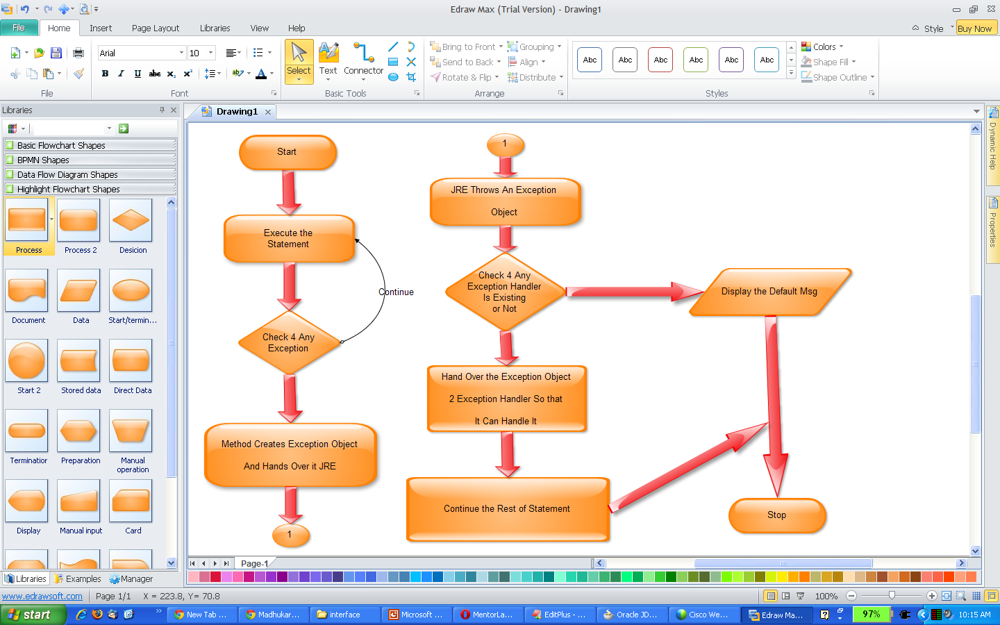 Edraw Max (Trial Version) - Drawing1
File Home Insert Page Layout Libraries View Help Style Buy Now
Arial 10
B I U abc x₂ x² A
Select Text Connector
Bring to Front Grouping
Send to Back Align
Rotate & Flip Distribute
Abc Abc Abc Abc Abc Abc
Colors
Shape Fill
Shape Outline
File Font Basic Tools Arrange Styles
Libraries
Drawing1
Basic Flowchart Shapes
BPMN Shapes
Data Flow Diagram Shapes
Highlight Flowchart Shapes
Process Process 2 Desicion
Document Data Start/termin...
Start 2 Stored data Direct Data
Terminatior Preparation Manual
operation
Display Manual input Card
Libraries Examples Manager
Start
Execute the
Statement
Continue
Check 4 Any
Exception
Method Creates Exception Object
And Hands Over it JRE
1
1
JRE Throws An Exception
Object
Check 4 Any
Exception Handler
Is Existing
or Not
Display the Default Msg
Hand Over the Exception Object
2 Exception Handler So that
It Can Handle It
Continue the Rest of Statement
Stop
Dynamic Help
Properties
Page-1
www.edrawsoft.com Page 1/1 X = 223.8, Y= 70.8 100%
start New Tab ... Madhukar... interface Microsoft ... MentorLa... EditPlus - ... Oracle JD... Cisco We... Edraw Ma... 97% 10:15 AM